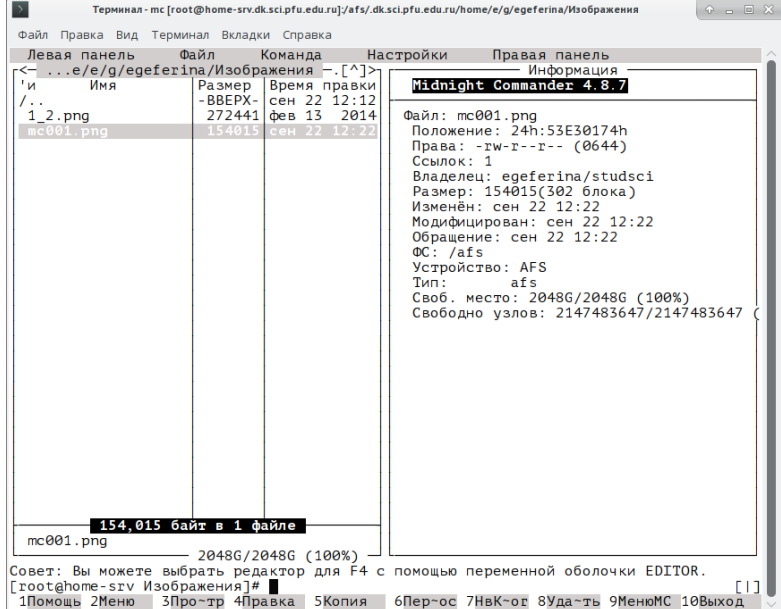 Терминал - mc [root@home-srv.dk.sci.pfu.edu.ru]:/afs/.dk.sci.pfu.edu.ru/home/e/g/egeferina/Изображения
Файл Правка Вид Терминал Вкладки Справка
Левая панель Файл Команда Настройки Правая панель
<— ...e/e/g/egeferina/Изображения —.[^]>
'и Имя Размер Время правки
/.. -ВВЕРХ- сен 22 12:12
1_2.png 272441 фев 13 2014
mc001.png 154015 сен 22 12:22
154,015 байт в 1 файле
mc001.png
2048G/2048G (100%)
Информация
Midnight Commander 4.8.7
Файл: mc001.png
Положение: 24h:53E30174h
Права: -rw-r--r-- (0644)
Ссылок: 1
Владелец: egeferina/studsci
Размер: 154015(302 блока)
Изменён: сен 22 12:22
Модифицирован: сен 22 12:22
Обращение: сен 22 12:22
ФС: /afs
Устройство: AFS
Тип: afs
Своб. место: 2048G/2048G (100%)
Свободно узлов: 2147483647/2147483647 (
Совет: Вы можете выбрать редактор для F4 с помощью переменной оболочки EDITOR.
[root@home-srv Изображения]# [|]
1Помощь 2Меню 3Про~тр 4Правка 5Копия 6Пер~ос 7НвК~ог 8Уда~ть 9МенюMC 10Выход